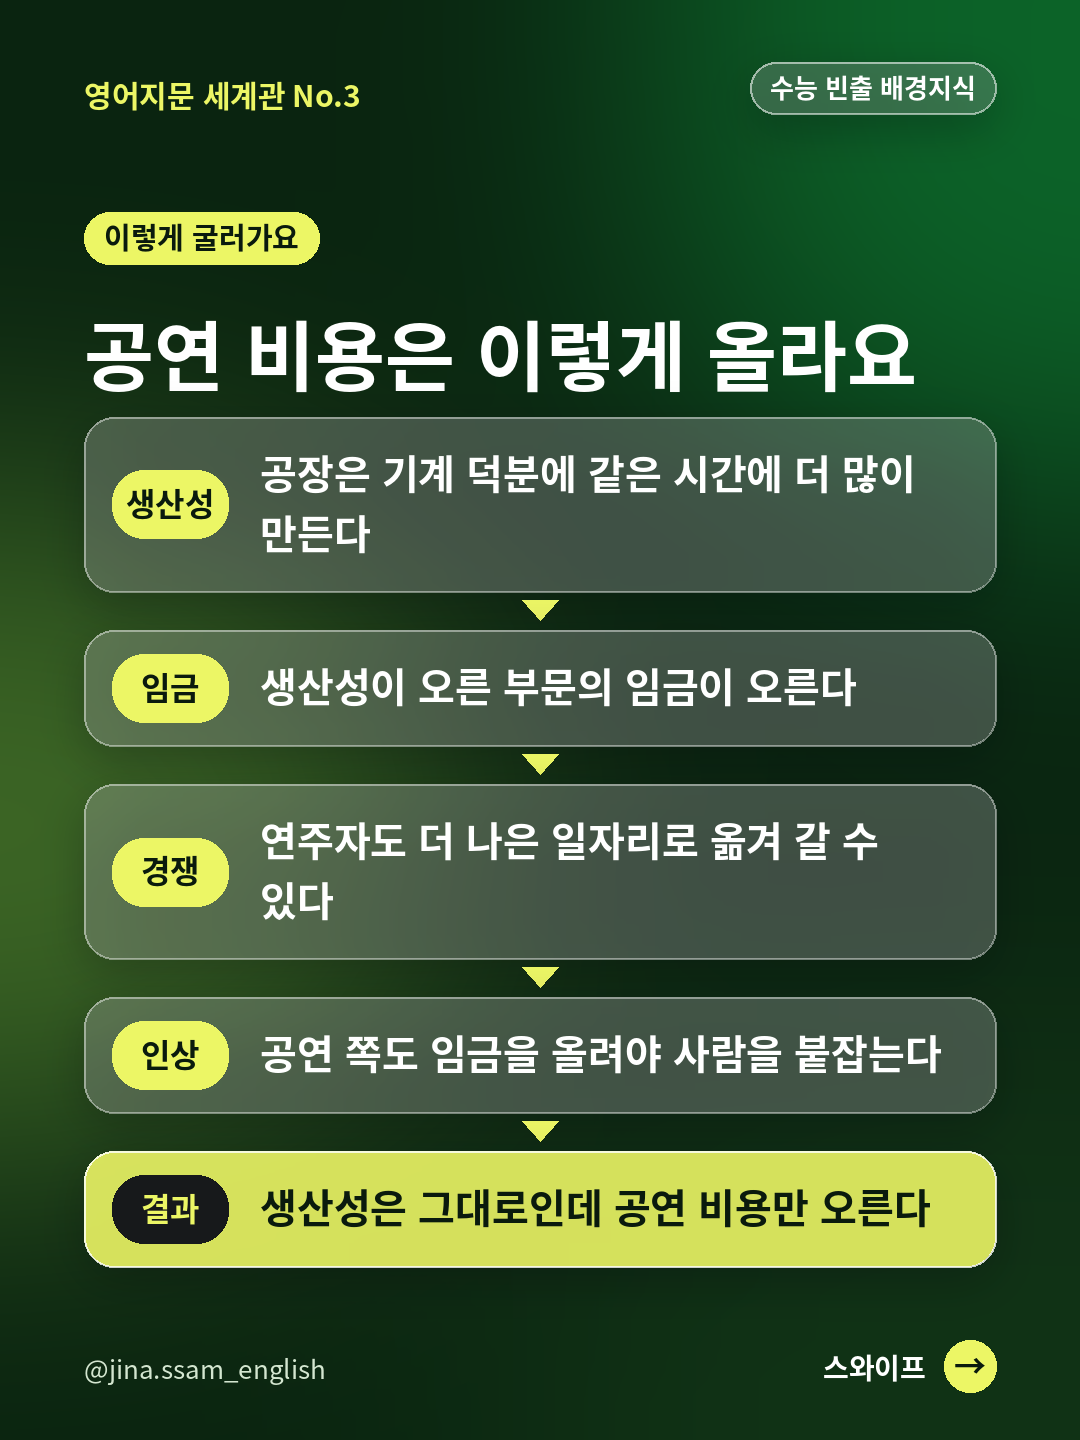 영어지문 세계관 No.3
수능 빈출 배경지식
이렇게 굴러가요
공연 비용은 이렇게 올라요
생산성
공장은 기계 덕분에 같은 시간에 더 많이
만든다
임금
생산성이 오른 부문의 임금이 오른다
경쟁
연주자도 더 나은 일자리로 옮겨 갈 수
있다
인상
공연 쪽도 임금을 올려야 사람을 붙잡는다
결과
생산성은 그대로인데 공연 비용만 오른다
@jina.ssam_english
스와이프 →